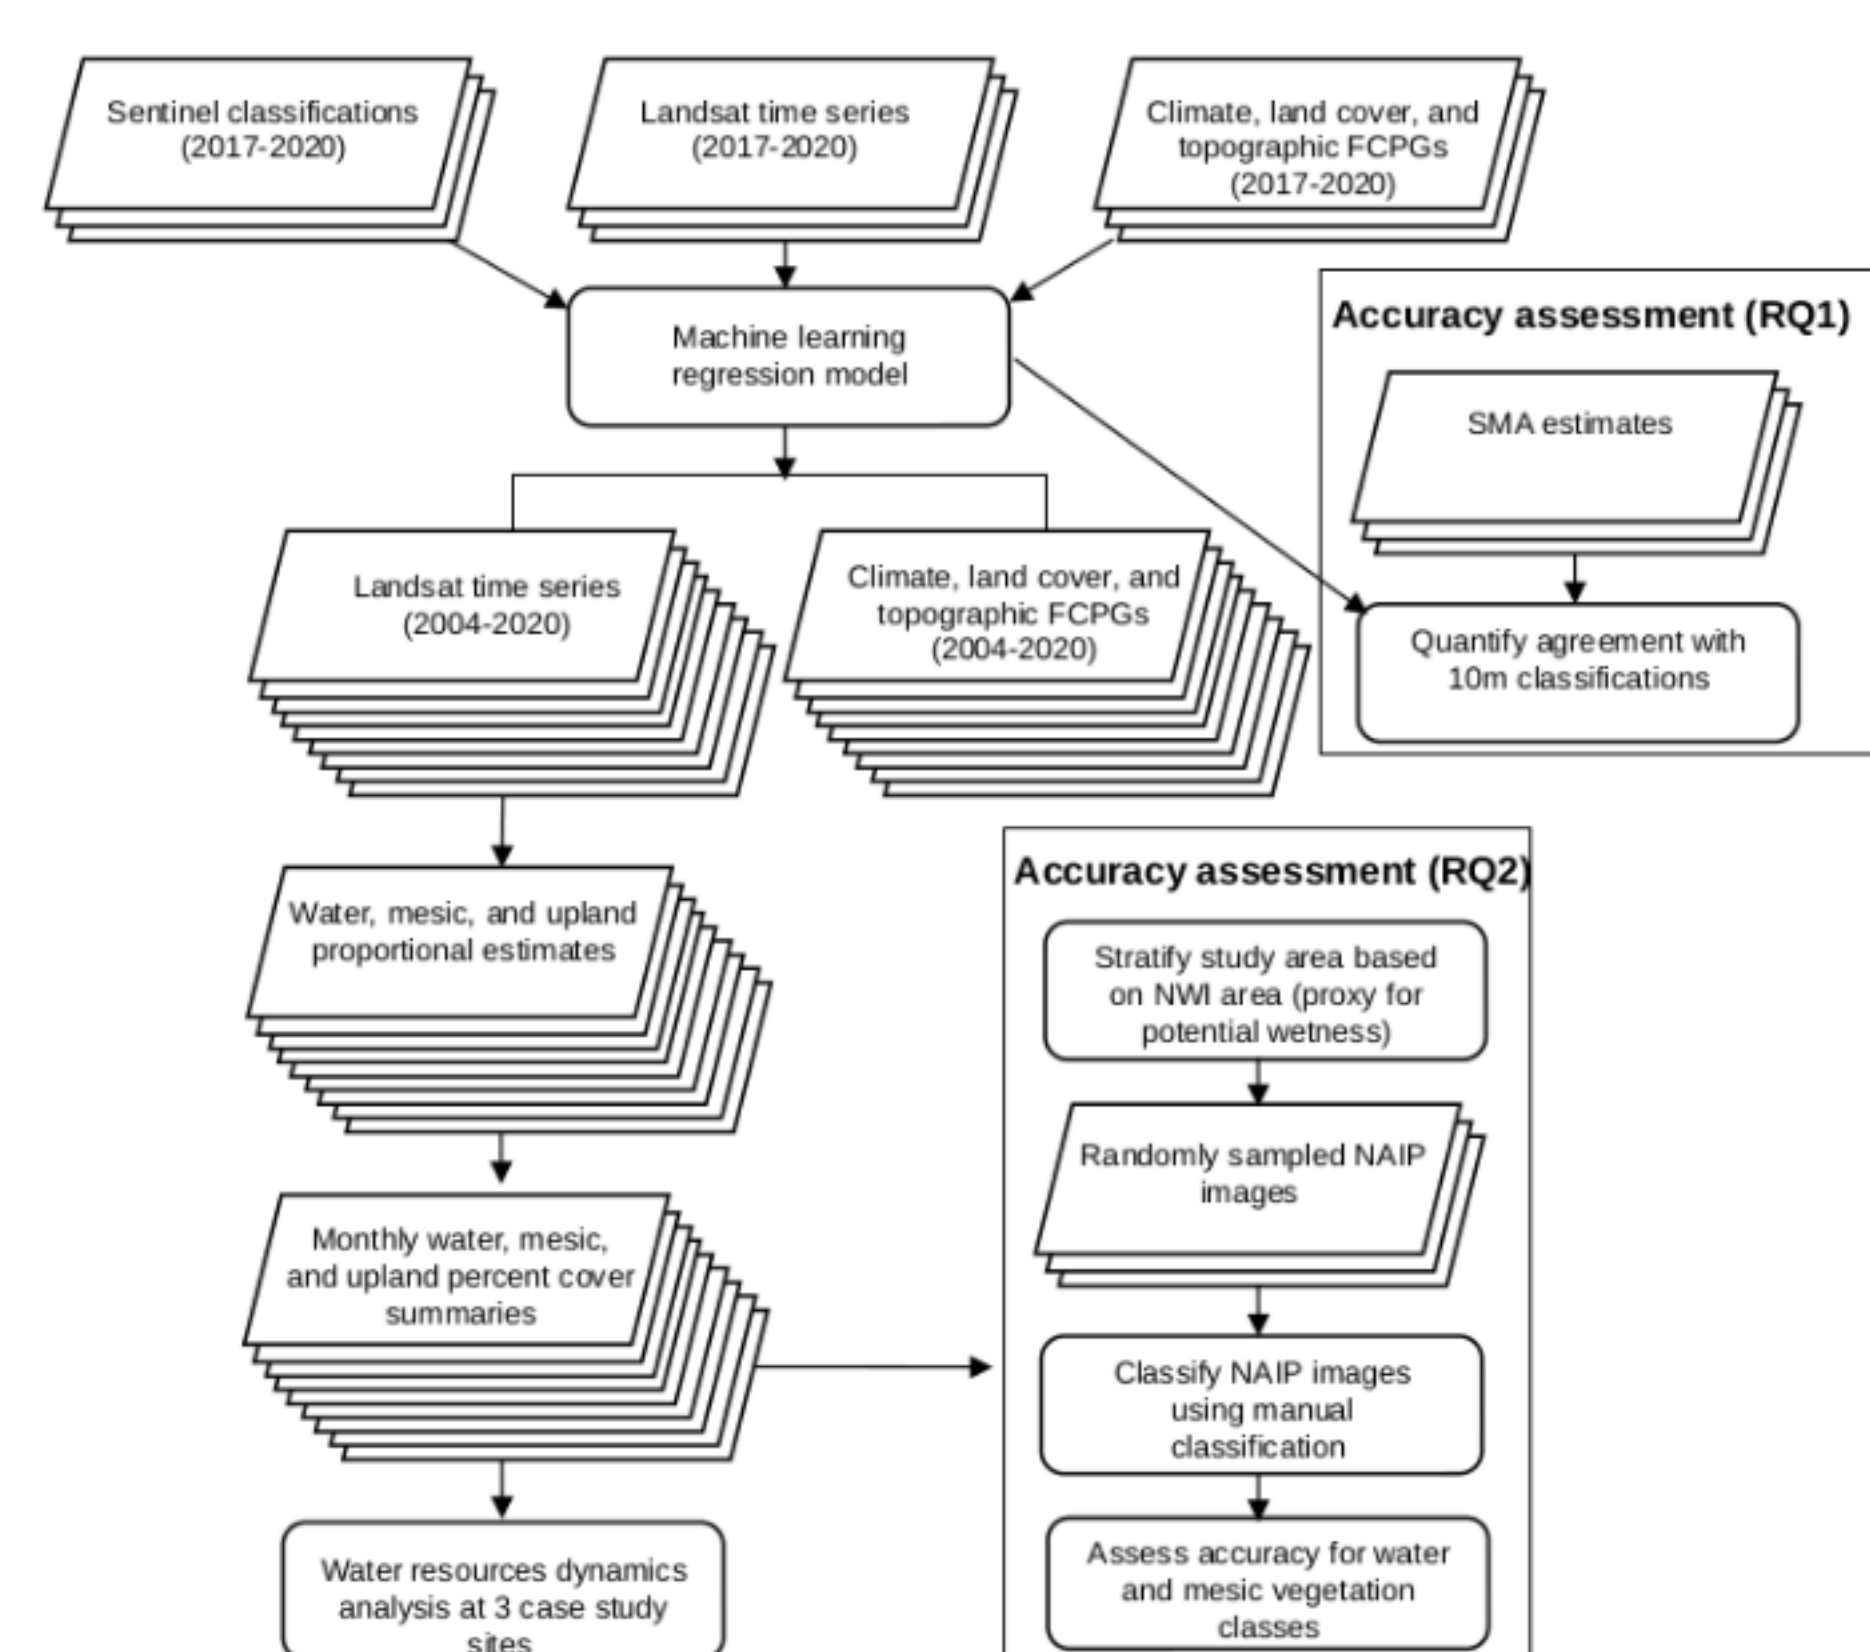 Sentinel classifications
(2017-2020)
Landsat time series
(2017-2020)
Climate, land cover, and
topographic FCPGs
(2017-2020)
Machine learning
regression model
Accuracy assessment (RQ1)
SMA estimates
Quantify agreement with
10m classifications
Landsat time series
(2004-2020)
Climate, land cover, and
topographic FCPGs
(2004-2020)
Water, mesic, and upland
proportional estimates
Monthly water, mesic,
and upland percent cover
summaries
Water resources dynamics
analysis at 3 case study
sites
Accuracy assessment (RQ2)
Stratify study area based
on NWI area (proxy for
potential wetness)
Randomly sampled NAIP
images
Classify NAIP images
using manual
classification
Assess accuracy for water
and mesic vegetation
classes